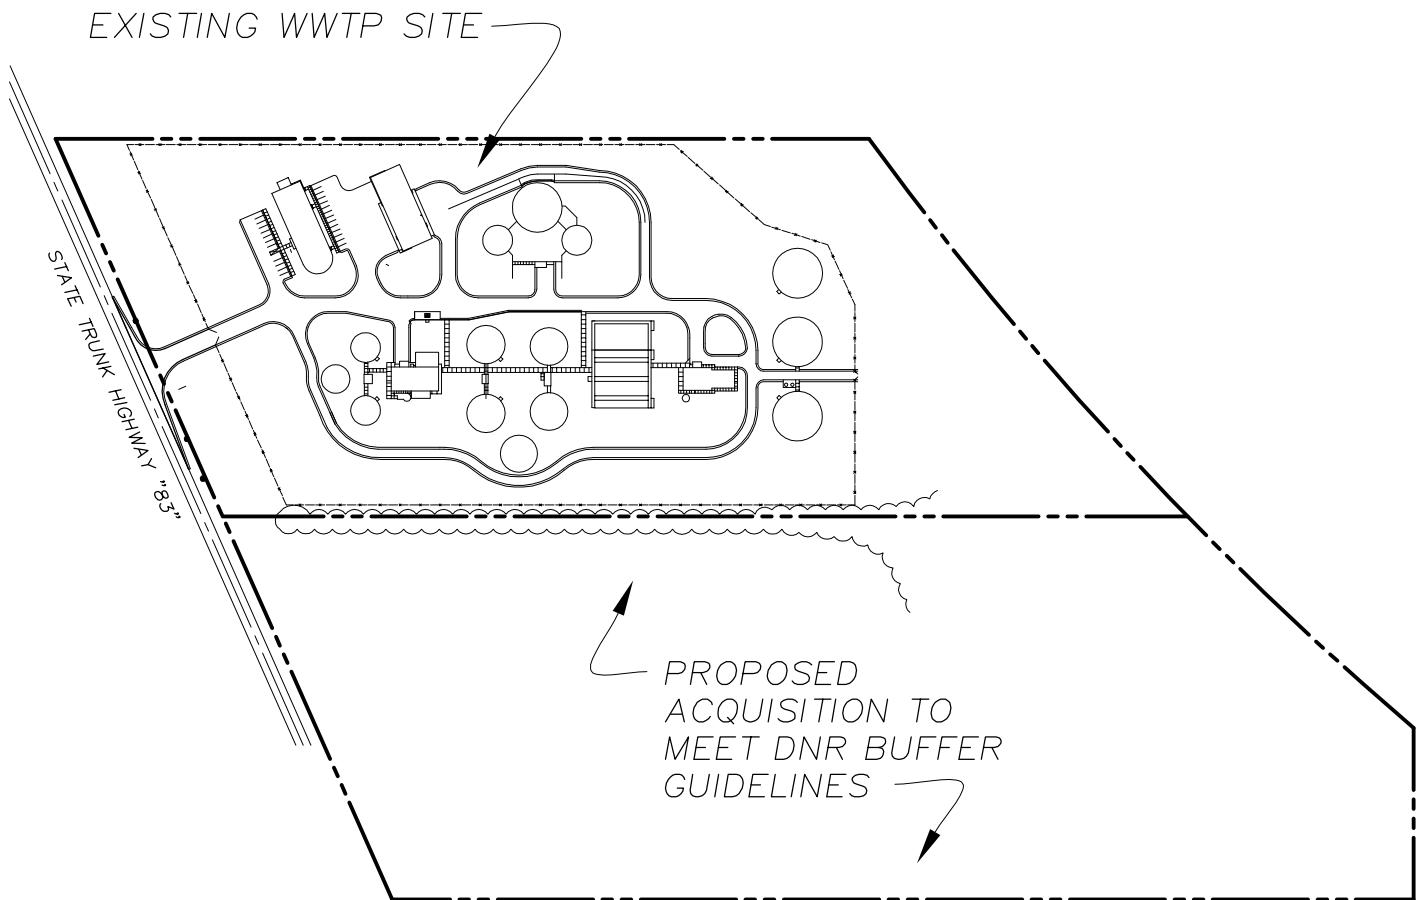 EXISTING WWTP SITE
STATE TRUNK HIGHWAY "83"
PROPOSED
ACQUISITION TO
MEET DNR BUFFER
GUIDELINES